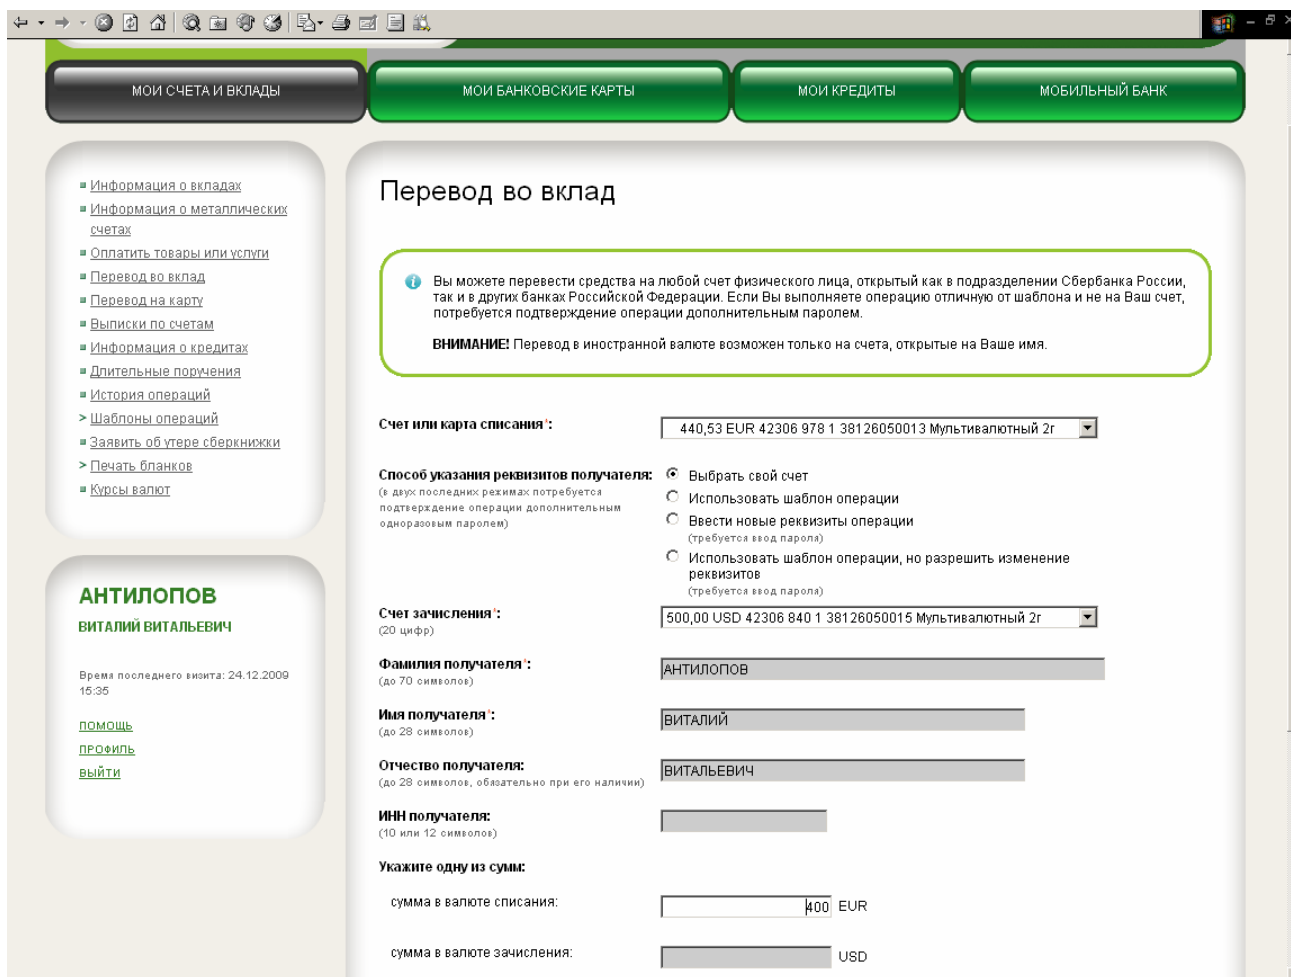 МОИ СЧЕТА И ВКЛАДЫ
МОИ БАНКОВСКИЕ КАРТЫ
МОИ КРЕДИТЫ
МОБИЛЬНЫЙ БАНК
Информация о вкладах
Информация о металлических
счетах
Оплатить товары или услуги
Перевод во вклад
Перевод на карту
Выписки по счетам
Информация о кредитах
Длительные поручения
История операций
> Шаблоны операций
Заявить об утере сберкнижки
> Печать бланков
Курсы валют
АНТИЛОПОВ
ВИТАЛИЙ ВИТАЛЬЕВИЧ
Время последнего визита: 24.12.2009
15:35
ПОМОЩЬ
ПРОФИЛЬ
ВЫЙТИ
Перевод во вклад
Вы можете перевести средства на любой счет физического лица, открытый как в подразделении Сбербанка России,
так и в других банках Российской Федерации. Если Вы выполняете операцию отличную от шаблона и не на Ваш счет,
потребуется подтверждение операции дополнительным паролем.
ВНИМАНИЕ! Перевод в иностранной валюте возможен только на счета, открытые на Ваше имя.
Счет или карта списания*:
440,53 EUR 42306 978 1 38126050013 Мультивалютный 2г
Способ указания реквизитов получателя:
(в двух последних режимах потребуется
подтверждение операции дополнительным
одноразовым паролем)
Выбрать свой счет
Использовать шаблон операции
Ввести новые реквизиты операции
(требуется ввод пароля)
Использовать шаблон операции, но разрешить изменение
реквизитов
(требуется ввод пароля)
Счет зачисления*:
(20 цифр)
500,00 USD 42306 840 1 38126050015 Мультивалютный 2г
Фамилия получателя*:
(до 70 символов)
АНТИЛОПОВ
Имя получателя*:
(до 28 символов)
ВИТАЛИЙ
Отчество получателя:
(до 28 символов, обязательно при его наличии)
ВИТАЛЬЕВИЧ
ИНН получателя:
(10 или 12 символов)
Укажите одну из сумм:
сумма в валюте списания:
400 EUR
сумма в валюте зачисления:
USD